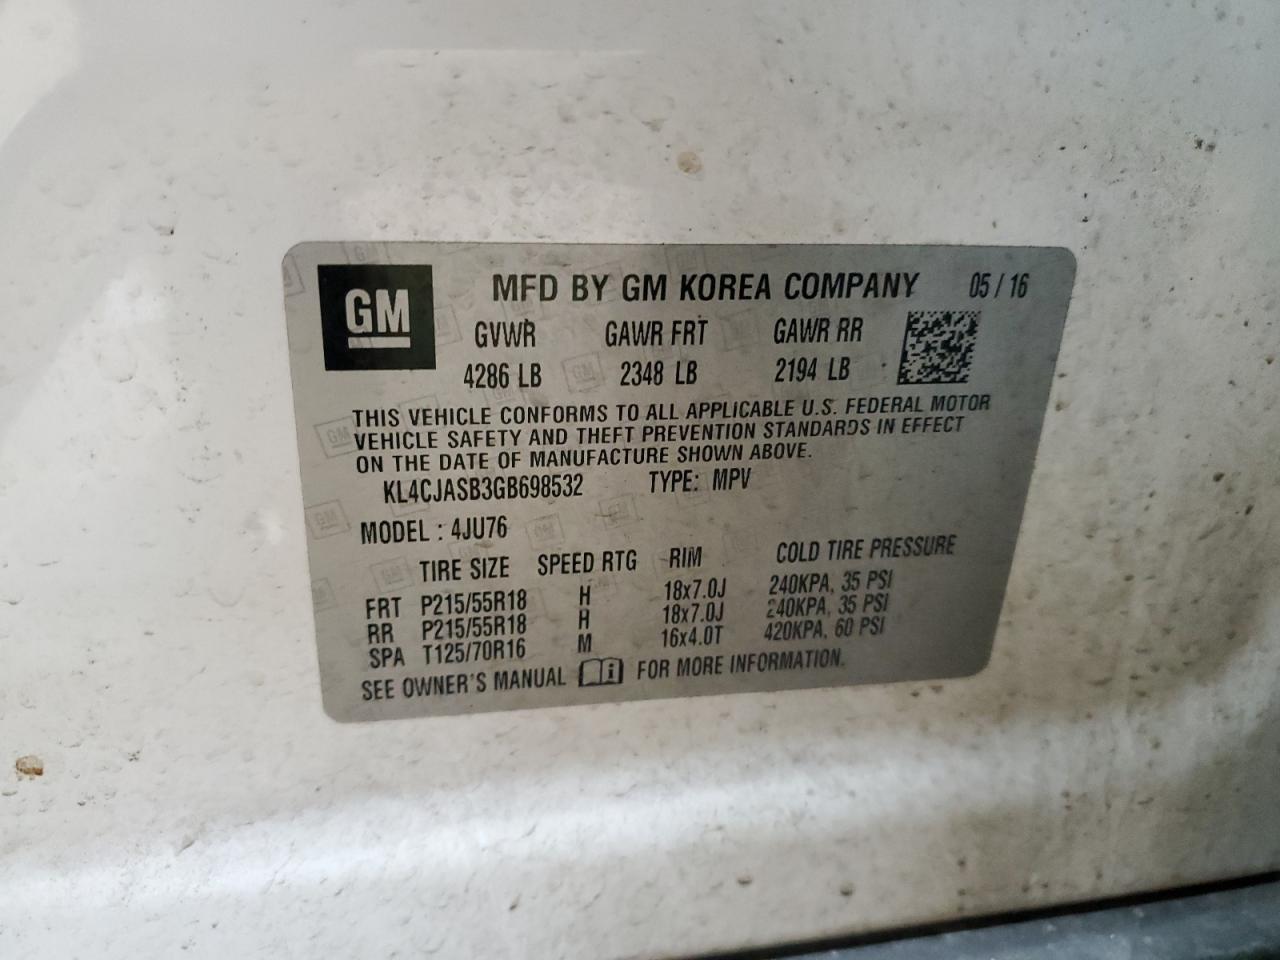 GM
MFD BY GM KOREA COMPANY 05 / 16
GVWR GAWR FRT GAWR RR
4286 LB 2348 LB 2194 LB
THIS VEHICLE CONFORMS TO ALL APPLICABLE U.S. FEDERAL MOTOR
VEHICLE SAFETY AND THEFT PREVENTION STANDARDS IN EFFECT
ON THE DATE OF MANUFACTURE SHOWN ABOVE.
KL4CJASB3GB698532 TYPE: MPV
MODEL : 4JU76
TIRE SIZE SPEED RTG RIM COLD TIRE PRESSURE
FRT P215/55R18 H 18x7.0J 240KPA, 35 PSI
RR P215/55R18 H 18x7.0J 240KPA, 35 PSI
SPA T125/70R16 M 16x4.0T 420KPA, 60 PSI
SEE OWNER'S MANUAL i FOR MORE INFORMATION.